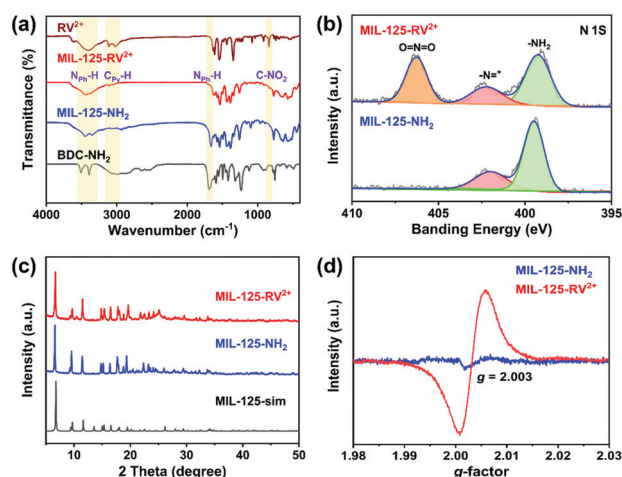 (a)
RV²⁺
MIL-125-RV²⁺
N_Ph-H C_Py-H N_Ph-H C-NO₂
MIL-125-NH₂
BDC-NH₂
Transmittance (%)
4000 3000 2000 1000
Wavenumber (cm⁻¹)
(b)
N 1S
MIL-125-RV²⁺
O=N=O
-N=⁺
-NH₂
MIL-125-NH₂
Intensity (a.u.)
410 405 400 395
Banding Energy (eV)
(c)
MIL-125-RV²⁺
MIL-125-NH₂
MIL-125-sim
Intensity (a.u.)
10 20 30 40 50
2 Theta (degree)
(d)
MIL-125-NH₂
MIL-125-RV²⁺
g = 2.003
Intensity (a.u.)
1.98 1.99 2.00 2.01 2.02 2.03
g-factor